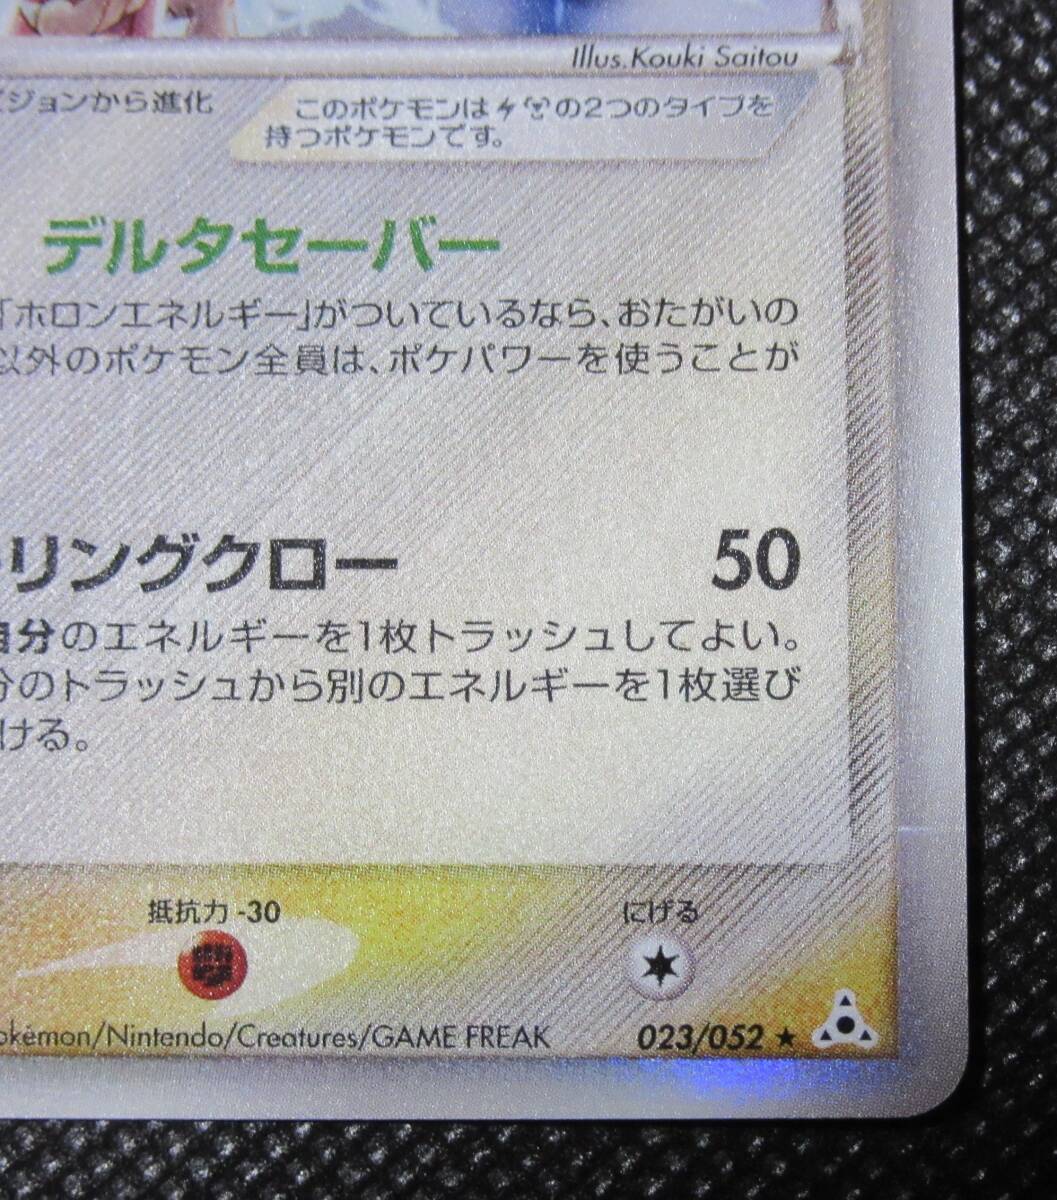 Illus.Kouki Saitou
ジョンから進化
このポケモンは の2つのタイプを
持つポケモンです。
デルタセーバー
「ホロンエネルギー」がついているなら、おたがいの
以外のポケモン全員は、ポケパワーを使うことが
リングクロー 50
自分のエネルギーを1枚トラッシュしてよい。
分のトラッシュから別のエネルギーを1枚選び
ける。
抵抗力 -30 にげる
okémon/Nintendo/Creatures/GAME FREAK 023/052 ★